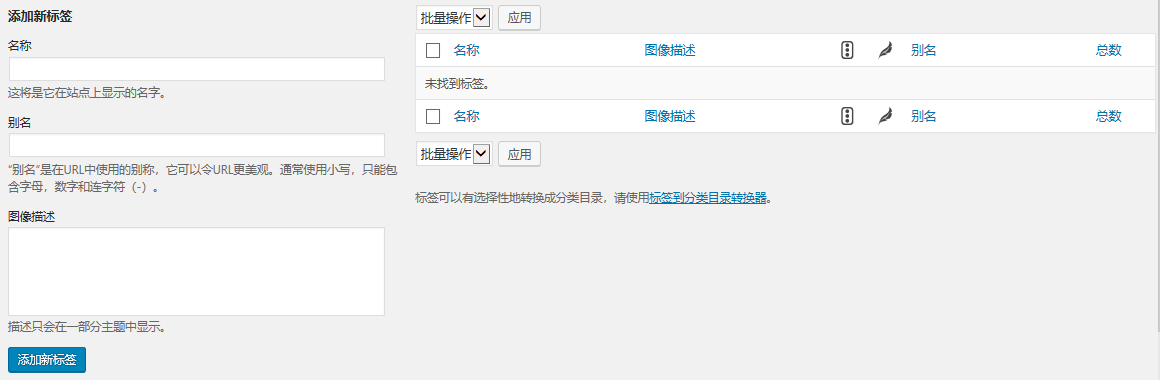 添加新标签
名称
这将是它在站点上显示的名字。
别名
“别名”是在URL中使用的别称，它可以令URL更美观。通常使用小写，只能包
含字母，数字和连字符（-）。
图像描述
描述只会在一部分主题中显示。
添加新标签
批量操作 应用
名称 图像描述 别名 总数
未找到标签。
名称 图像描述 别名 总数
批量操作 应用
标签可以有选择性地转换成分类目录，请使用标签到分类目录转换器。